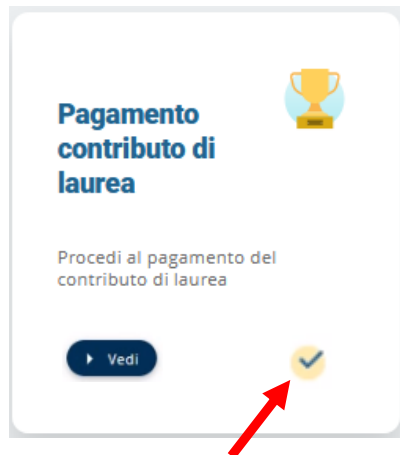 Pagamento
contributo di
laurea
Procedi al pagamento del
contributo di laurea
Vedi